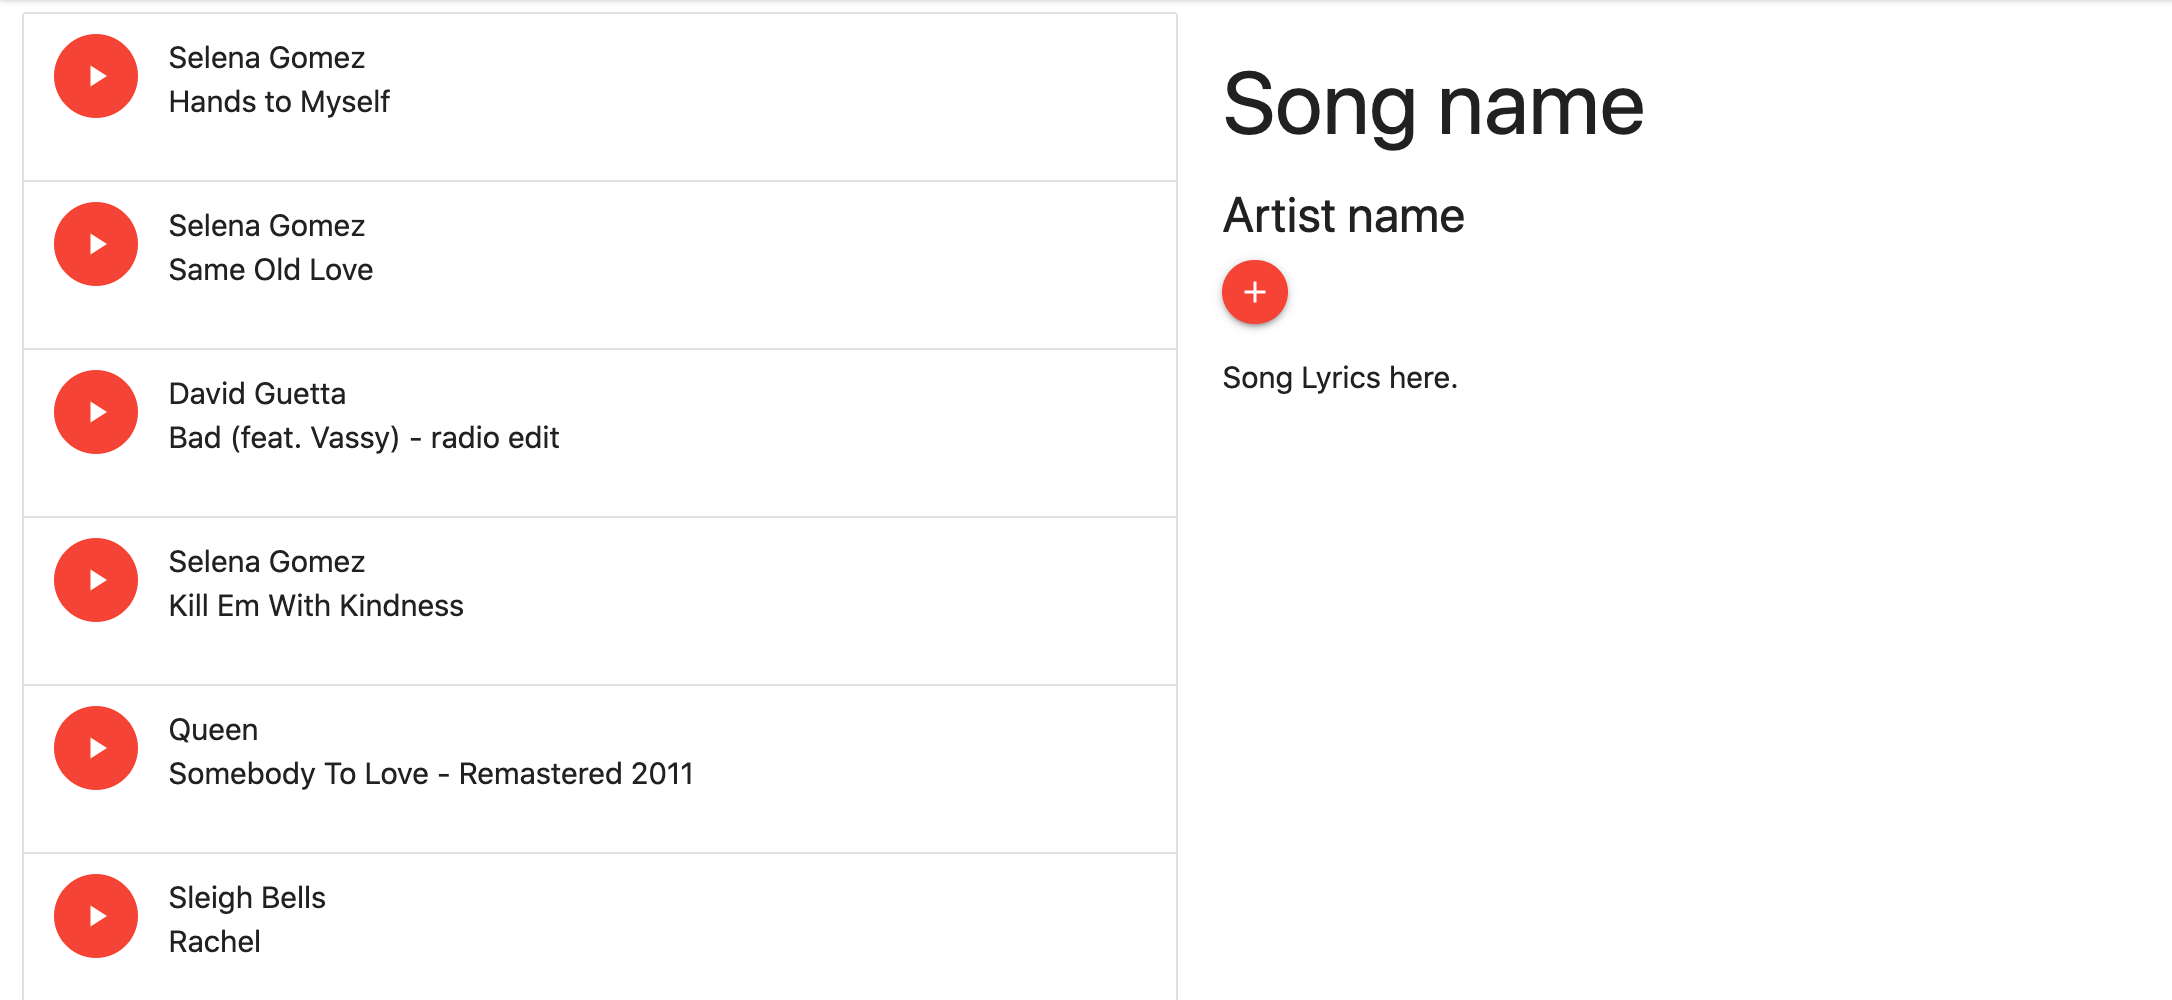 Selena Gomez
Hands to Myself
Selena Gomez
Same Old Love
David Guetta
Bad (feat. Vassy) - radio edit
Selena Gomez
Kill Em With Kindness
Queen
Somebody To Love - Remastered 2011
Sleigh Bells
Rachel
Song name
Artist name
Song Lyrics here.